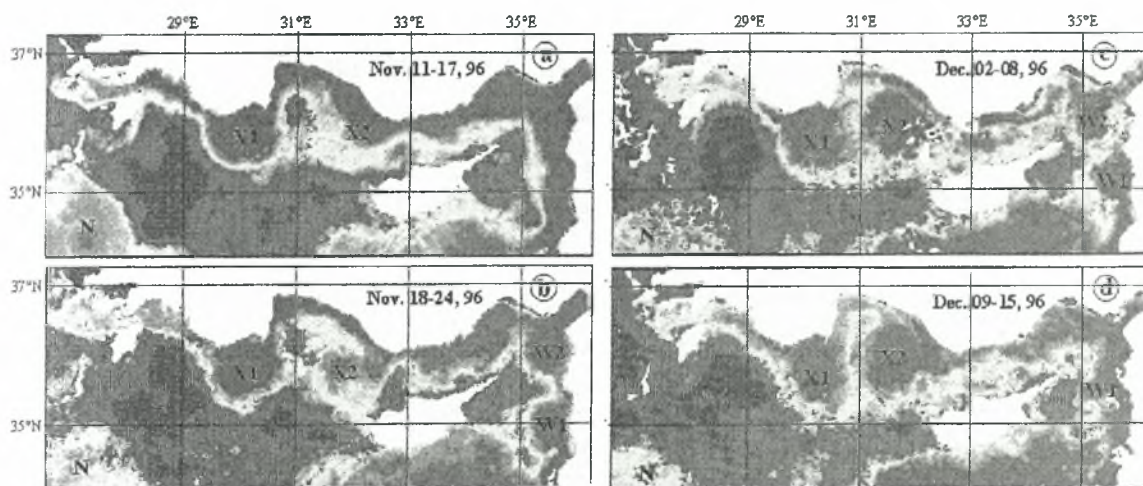 29°E 31°E 33°E 35°E 29°E 31°E 33°E 35°E
37°N
a
Nov. 11-17, 96
X1
X2
35°N
N
c
Dec. 02-08, 96
X1
X2
W2
W1
N
37°N
b
Nov. 18-24, 96
X1
X2
W2
W1
35°N
N
d
Dec. 09-15, 96
X1
X2
W1
N